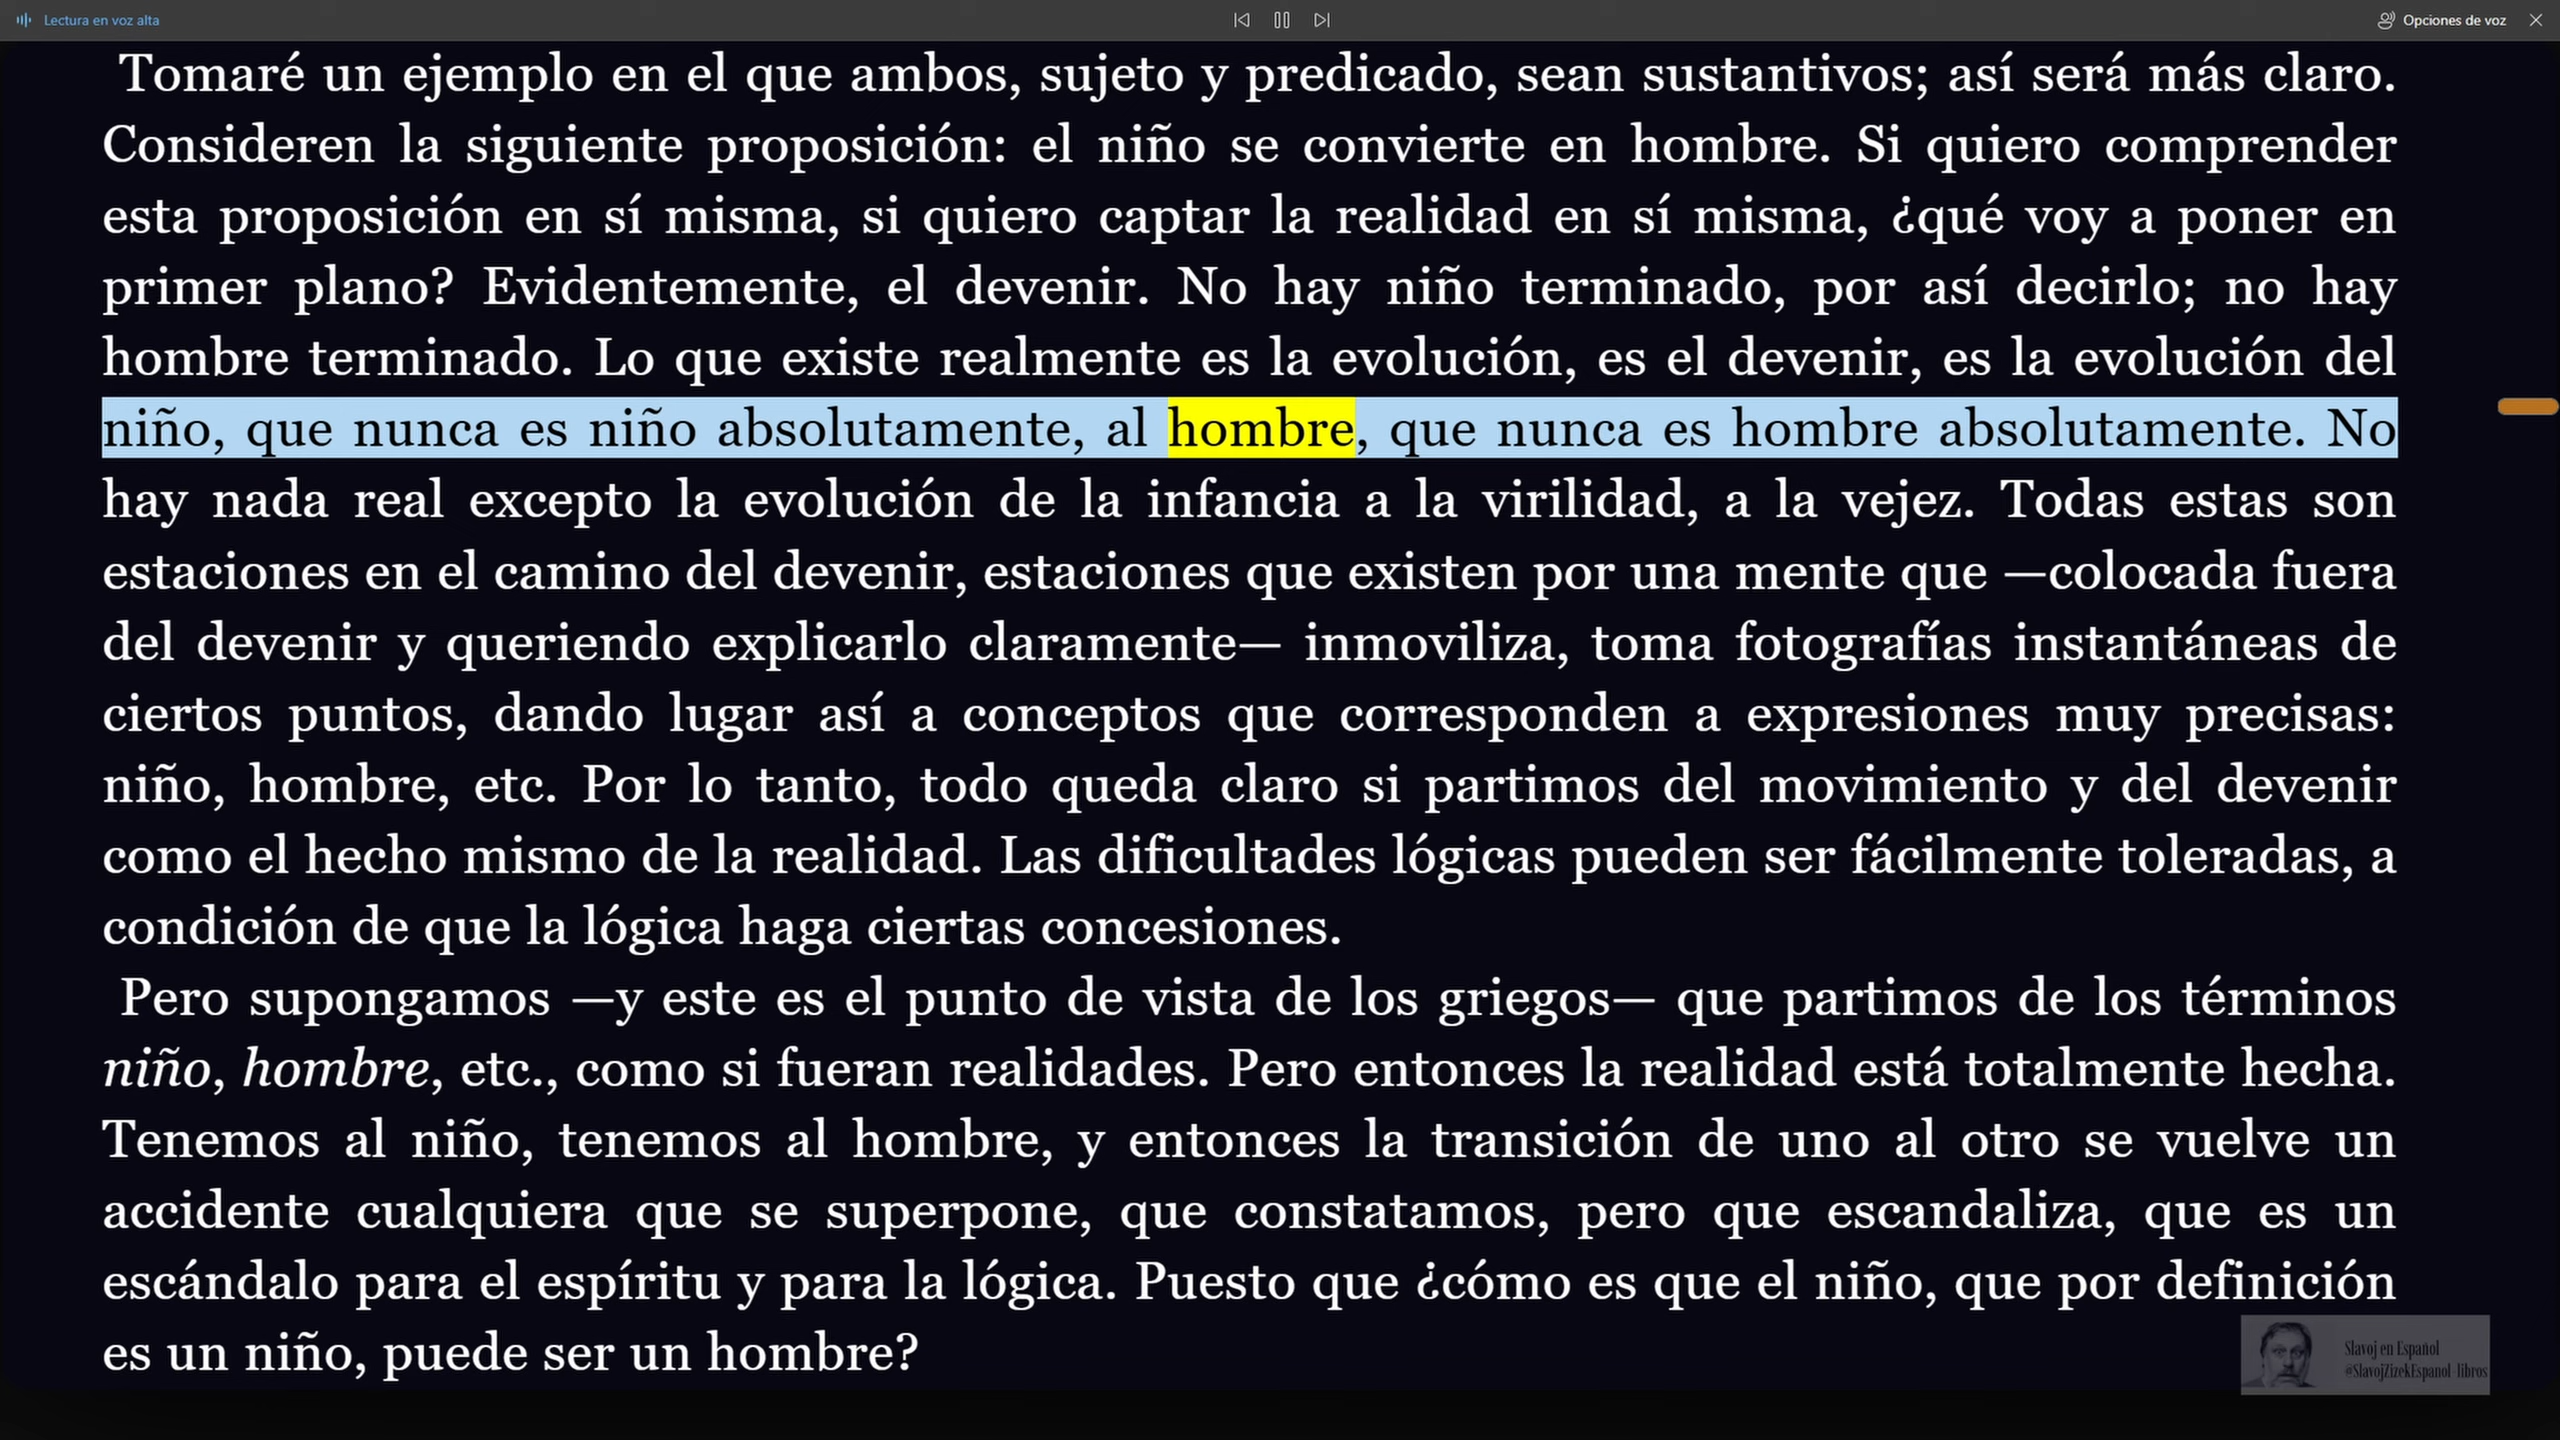 Lectura en voz alta
Opciones de voz
Tomaré un ejemplo en el que ambos, sujeto y predicado, sean sustantivos; así será más claro.
Consideren la siguiente proposición: el niño se convierte en hombre. Si quiero comprender
esta proposición en sí misma, si quiero captar la realidad en sí misma, ¿qué voy a poner en
primer plano? Evidentemente, el devenir. No hay niño terminado, por así decirlo; no hay
hombre terminado. Lo que existe realmente es la evolución, es el devenir, es la evolución del
niño, que nunca es niño absolutamente, al hombre, que nunca es hombre absolutamente. No
hay nada real excepto la evolución de la infancia a la virilidad, a la vejez. Todas estas son
estaciones en el camino del devenir, estaciones que existen por una mente que —colocada fuera
del devenir y queriendo explicarlo claramente— inmoviliza, toma fotografías instantáneas de
ciertos puntos, dando lugar así a conceptos que corresponden a expresiones muy precisas:
niño, hombre, etc. Por lo tanto, todo queda claro si partimos del movimiento y del devenir
como el hecho mismo de la realidad. Las dificultades lógicas pueden ser fácilmente toleradas, a
condición de que la lógica haga ciertas concesiones.
Pero supongamos —y este es el punto de vista de los griegos— que partimos de los términos
niño, hombre, etc., como si fueran realidades. Pero entonces la realidad está totalmente hecha.
Tenemos al niño, tenemos al hombre, y entonces la transición de uno al otro se vuelve un
accidente cualquiera que se superpone, que constatamos, pero que escandaliza, que es un
escándalo para el espíritu y para la lógica. Puesto que ¿cómo es que el niño, que por definición
es un niño, puede ser un hombre?
Slavoj en Español
@SlavojZizekEspanol-libros